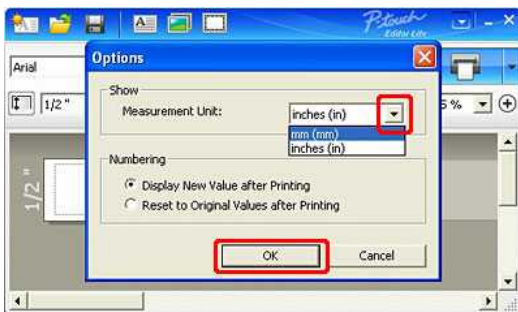 P-touch
Editor Lite
Options
Arial
Show
Measurement Unit:
inches (in)
mm (mm)
inches (in)
1/2 "
5 %
Numbering
Display New Value after Printing
Reset to Original Values after Printing
1/2 "
OK
Cancel